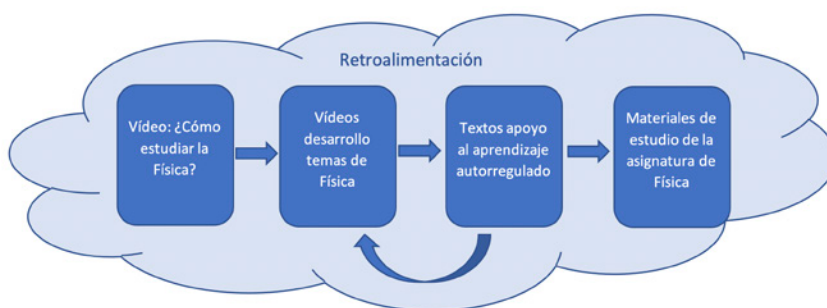 Retroalimentación
Vídeo: ¿Cómo
estudiar la
Física?
Vídeos
desarrollo
temas de
Física
Textos apoyo
al aprendizaje
autorregulado
Materiales de
estudio de la
asignatura de
Física